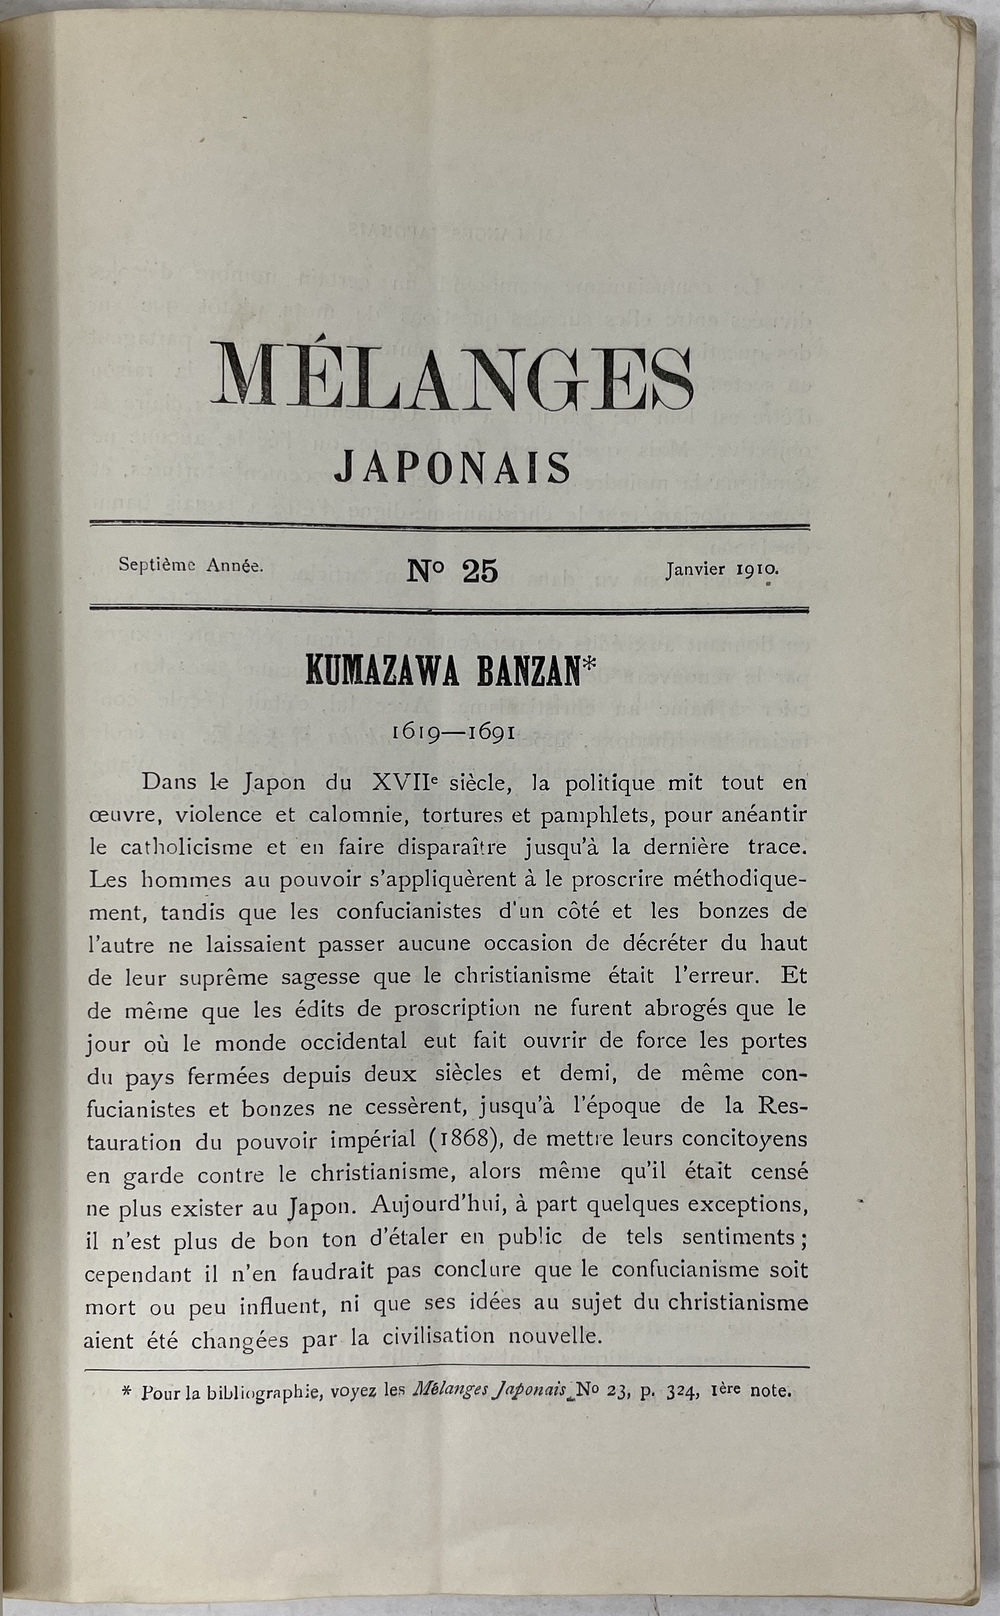 MÉLANGES
JAPONAIS
Septième Année. Nº 25 Janvier 1910.
KUMAZAWA BANZAN*
1619—1691
Dans le Japon du XVIIe siècle, la politique mit tout en
œuvre, violence et calomnie, tortures et pamphlets, pour anéantir
le catholicisme et en faire disparaître jusqu'à la dernière trace.
Les hommes au pouvoir s'appliquèrent à le proscrire méthodique-
ment, tandis que les confucianistes d'un côté et les bonzes de
l'autre ne laissaient passer aucune occasion de décréter du haut
de leur suprême sagesse que le christianisme était l'erreur. Et
de même que les édits de proscription ne furent abrogés que le
jour où le monde occidental eut fait ouvrir de force les portes
du pays fermées depuis deux siècles et demi, de même con-
fucianistes et bonzes ne cessèrent, jusqu'à l'époque de la Res-
tauration du pouvoir impérial (1868), de mettre leurs concitoyens
en garde contre le christianisme, alors même qu'il était censé
ne plus exister au Japon. Aujourd'hui, à part quelques exceptions,
il n'est plus de bon ton d'étaler en public de tels sentiments;
cependant il n'en faudrait pas conclure que le confucianisme soit
mort ou peu influent, ni que ses idées au sujet du christianisme
aient été changées par la civilisation nouvelle.
* Pour la bibliographie, voyez les Mélanges Japonais Nº 23, p. 324, 1ère note.